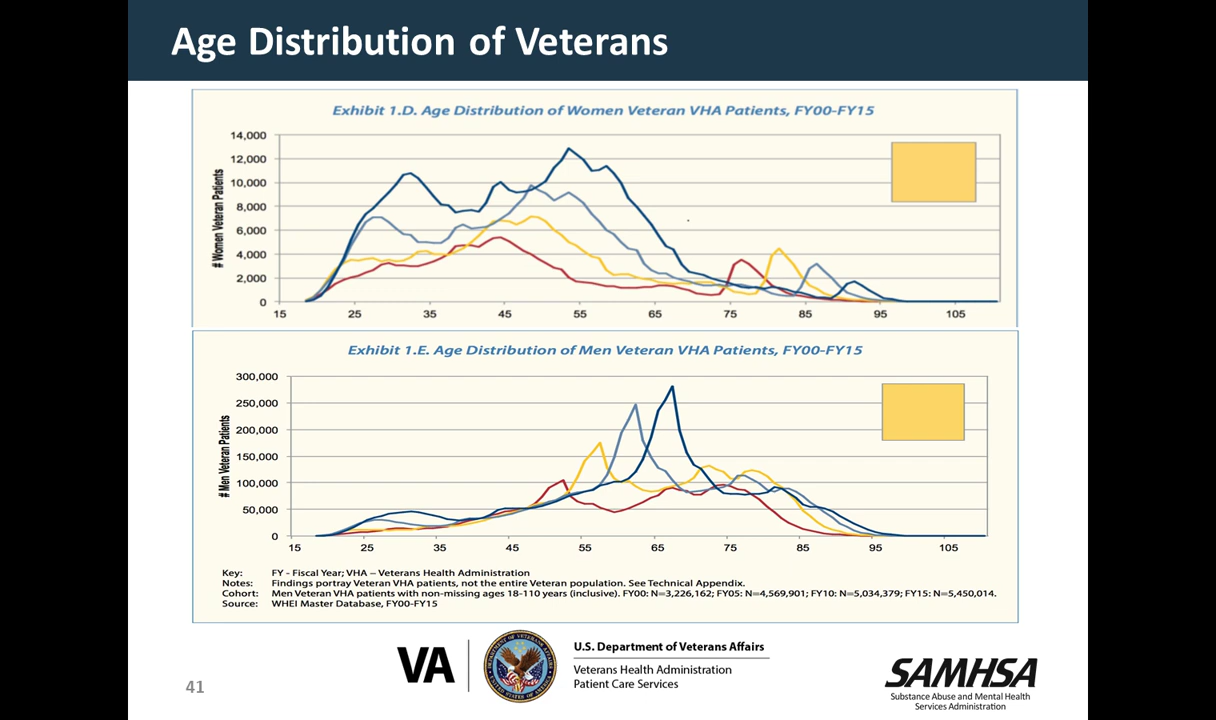 Age Distribution of Veterans
Exhibit 1.D. Age Distribution of Women Veteran VHA Patients, FY00-FY15
# Women Veteran Patients
14,000
12,000
10,000
8,000
6,000
4,000
2,000
0
15 25 35 45 55 65 75 85 95 105
Exhibit 1.E. Age Distribution of Men Veteran VHA Patients, FY00-FY15
# Men Veteran Patients
300,000
250,000
200,000
150,000
100,000
50,000
0
15 25 35 45 55 65 75 85 95 105
Key: FY - Fiscal Year; VHA – Veterans Health Administration
Notes: Findings portray Veteran VHA patients, not the entire Veteran population. See Technical Appendix.
Cohort: Men Veteran VHA patients with non-missing ages 18-110 years (inclusive). FY00: N=3,226,162; FY05: N=4,569,901; FY10: N=5,034,379; FY15: N=5,450,014.
Source: WHEI Master Database, FY00-FY15
41
VA
U.S. Department of Veterans Affairs
Veterans Health Administration
Patient Care Services
SAMHSA
Substance Abuse and Mental Health
Services Administration